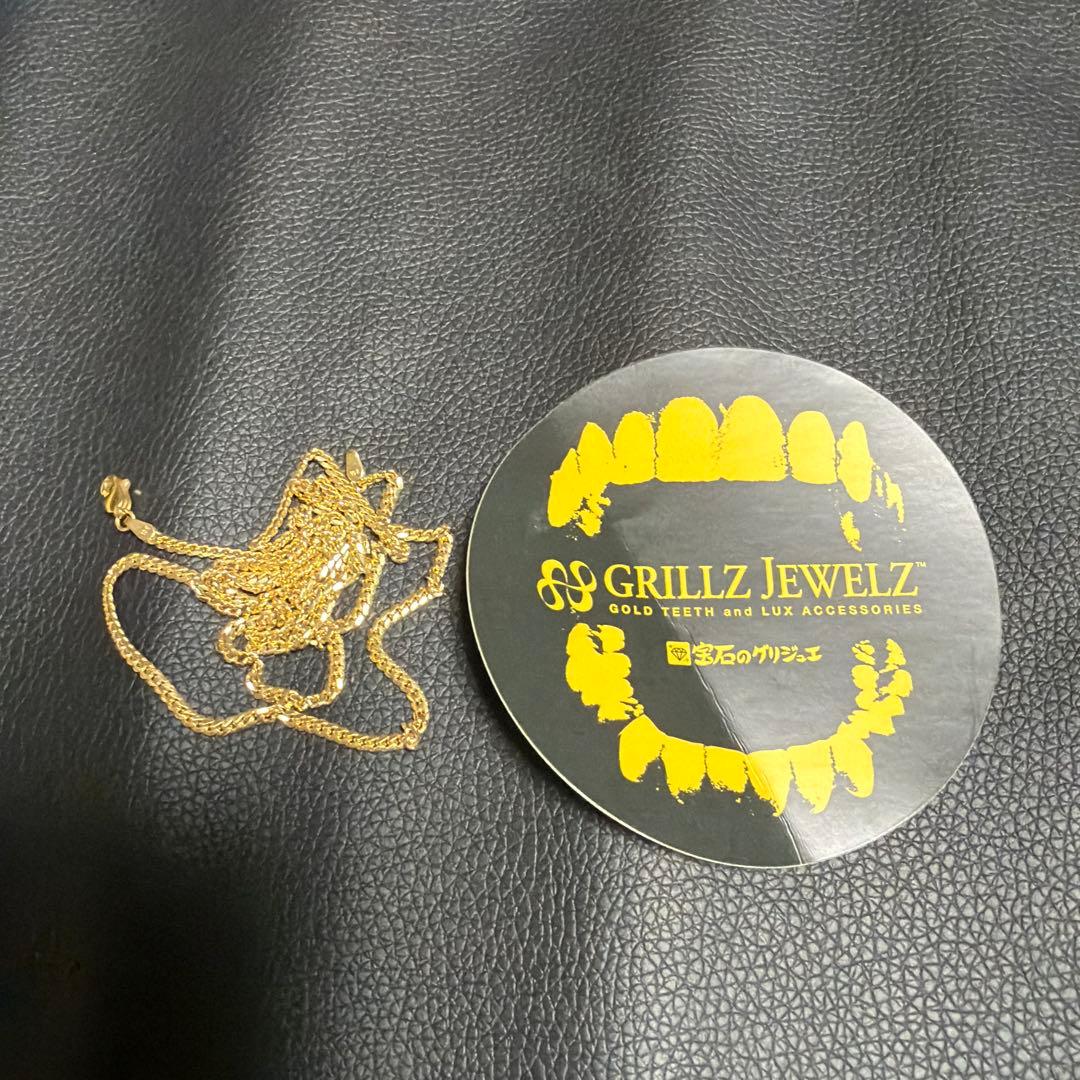 GRILLZ JEWELZ™
GOLD TEETH and LUX ACCESSORIES
宝石のグリジュエ